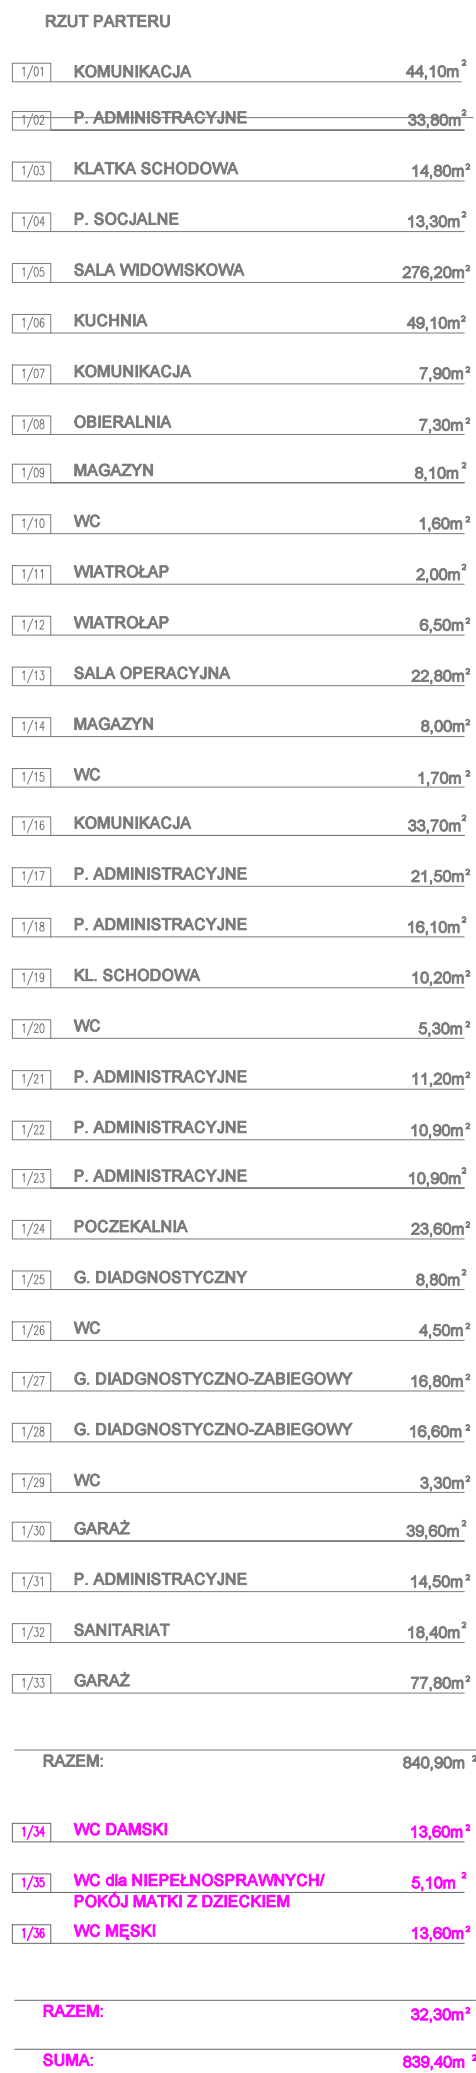 RZUT PARTERU
1/01 KOMUNIKACJA 44,10m²
1/02 P. ADMINISTRACYJNE 33,80m²
1/03 KLATKA SCHODOWA 14,80m²
1/04 P. SOCJALNE 13,30m²
1/05 SALA WIDOWISKOWA 276,20m²
1/06 KUCHNIA 49,10m²
1/07 KOMUNIKACJA 7,90m²
1/08 OBIERALNIA 7,30m²
1/09 MAGAZYN 8,10m²
1/10 WC 1,60m²
1/11 WIATROŁAP 2,00m²
1/12 WIATROŁAP 6,50m²
1/13 SALA OPERACYJNA 22,80m²
1/14 MAGAZYN 8,00m²
1/15 WC 1,70m²
1/16 KOMUNIKACJA 33,70m²
1/17 P. ADMINISTRACYJNE 21,50m²
1/18 P. ADMINISTRACYJNE 16,10m²
1/19 KL. SCHODOWA 10,20m²
1/20 WC 5,30m²
1/21 P. ADMINISTRACYJNE 11,20m²
1/22 P. ADMINISTRACYJNE 10,90m²
1/23 P. ADMINISTRACYJNE 10,90m²
1/24 POCZEKALNIA 23,60m²
1/25 G. DIADGNOSTYCZNY 8,80m²
1/26 WC 4,50m²
1/27 G. DIADGNOSTYCZNO-ZABIEGOWY 16,80m²
1/28 G. DIADGNOSTYCZNO-ZABIEGOWY 16,60m²
1/29 WC 3,30m²
1/30 GARAŻ 39,60m²
1/31 P. ADMINISTRACYJNE 14,50m²
1/32 SANITARIAT 18,40m²
1/33 GARAŻ 77,80m²
RAZEM: 840,90m²
1/34 WC DAMSKI 13,60m²
1/35 WC dla NIEPEŁNOSPRAWNYCH/ 5,10m²
POKÓJ MATKI Z DZIECKIEM
1/36 WC MĘSKI 13,60m²
RAZEM: 32,30m²
SUMA: 839,40m²